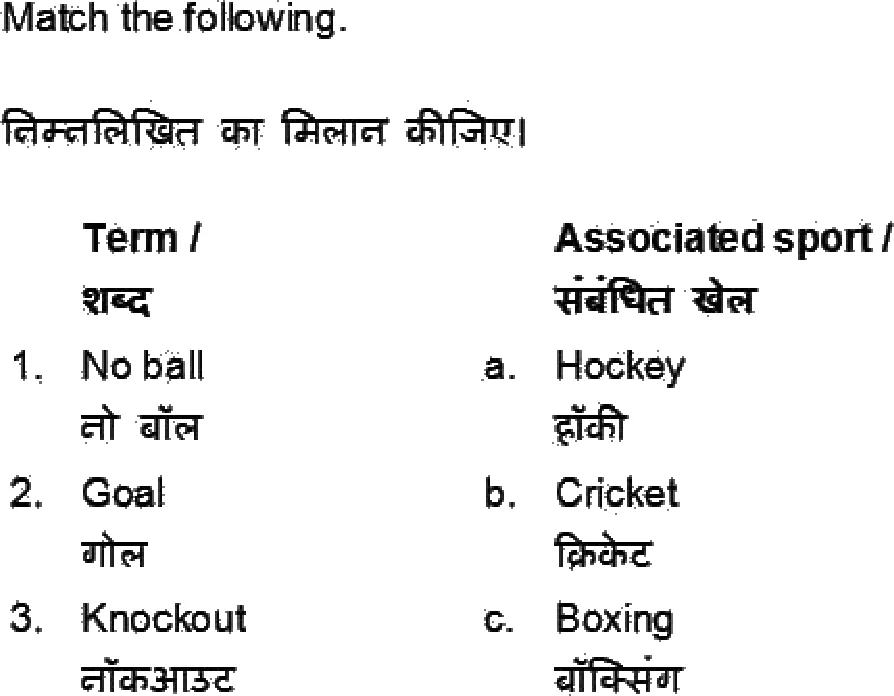 Match the following.
निम्नलिखित का मिलान कीजिए।
Term / Associated sport /
शब्द संबंधित खेल
1. No ball a. Hockey
नो बॉल हॉकी
2. Goal b. Cricket
गोल क्रिकेट
3. Knockout c. Boxing
नॉकआउट बॉक्सिंग